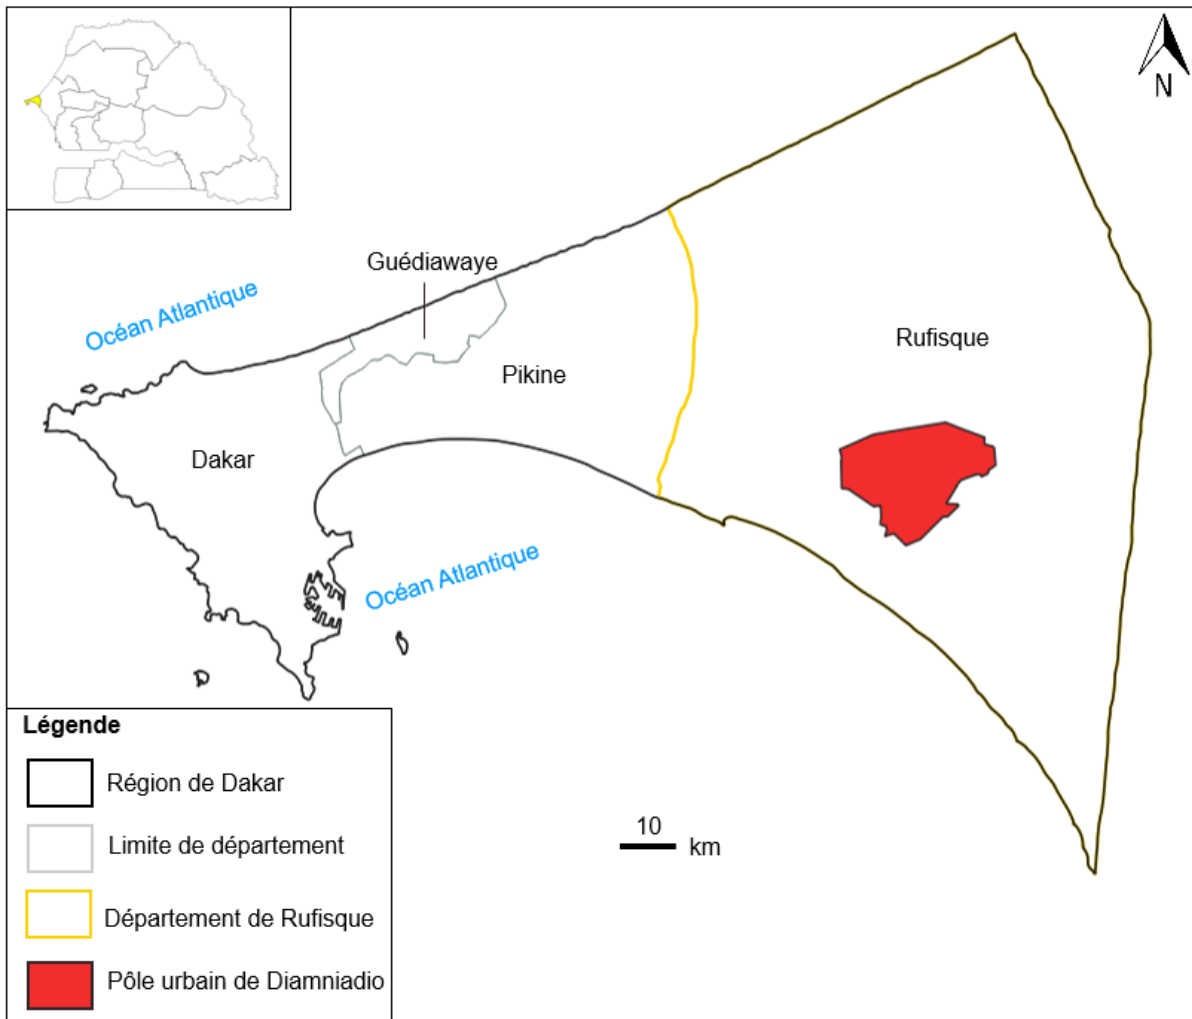 N
Guédiawaye
Océan Atlantique
Rufisque
Pikine
Dakar
Océan Atlantique
Légende
Région de Dakar
Limite de département
Département de Rufisque
Pôle urbain de Diamniadio
10
km